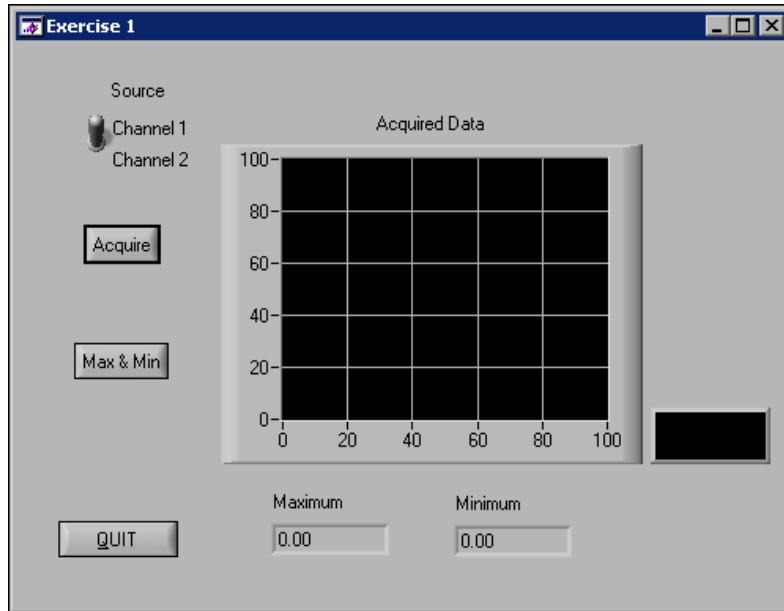 Exercise 1
Source
Channel 1
Channel 2
Acquired Data
100
80
60
40
20
0
0 20 40 60 80 100
Acquire
Max & Min
Maximum
Minimum
0.00
0.00
QUIT